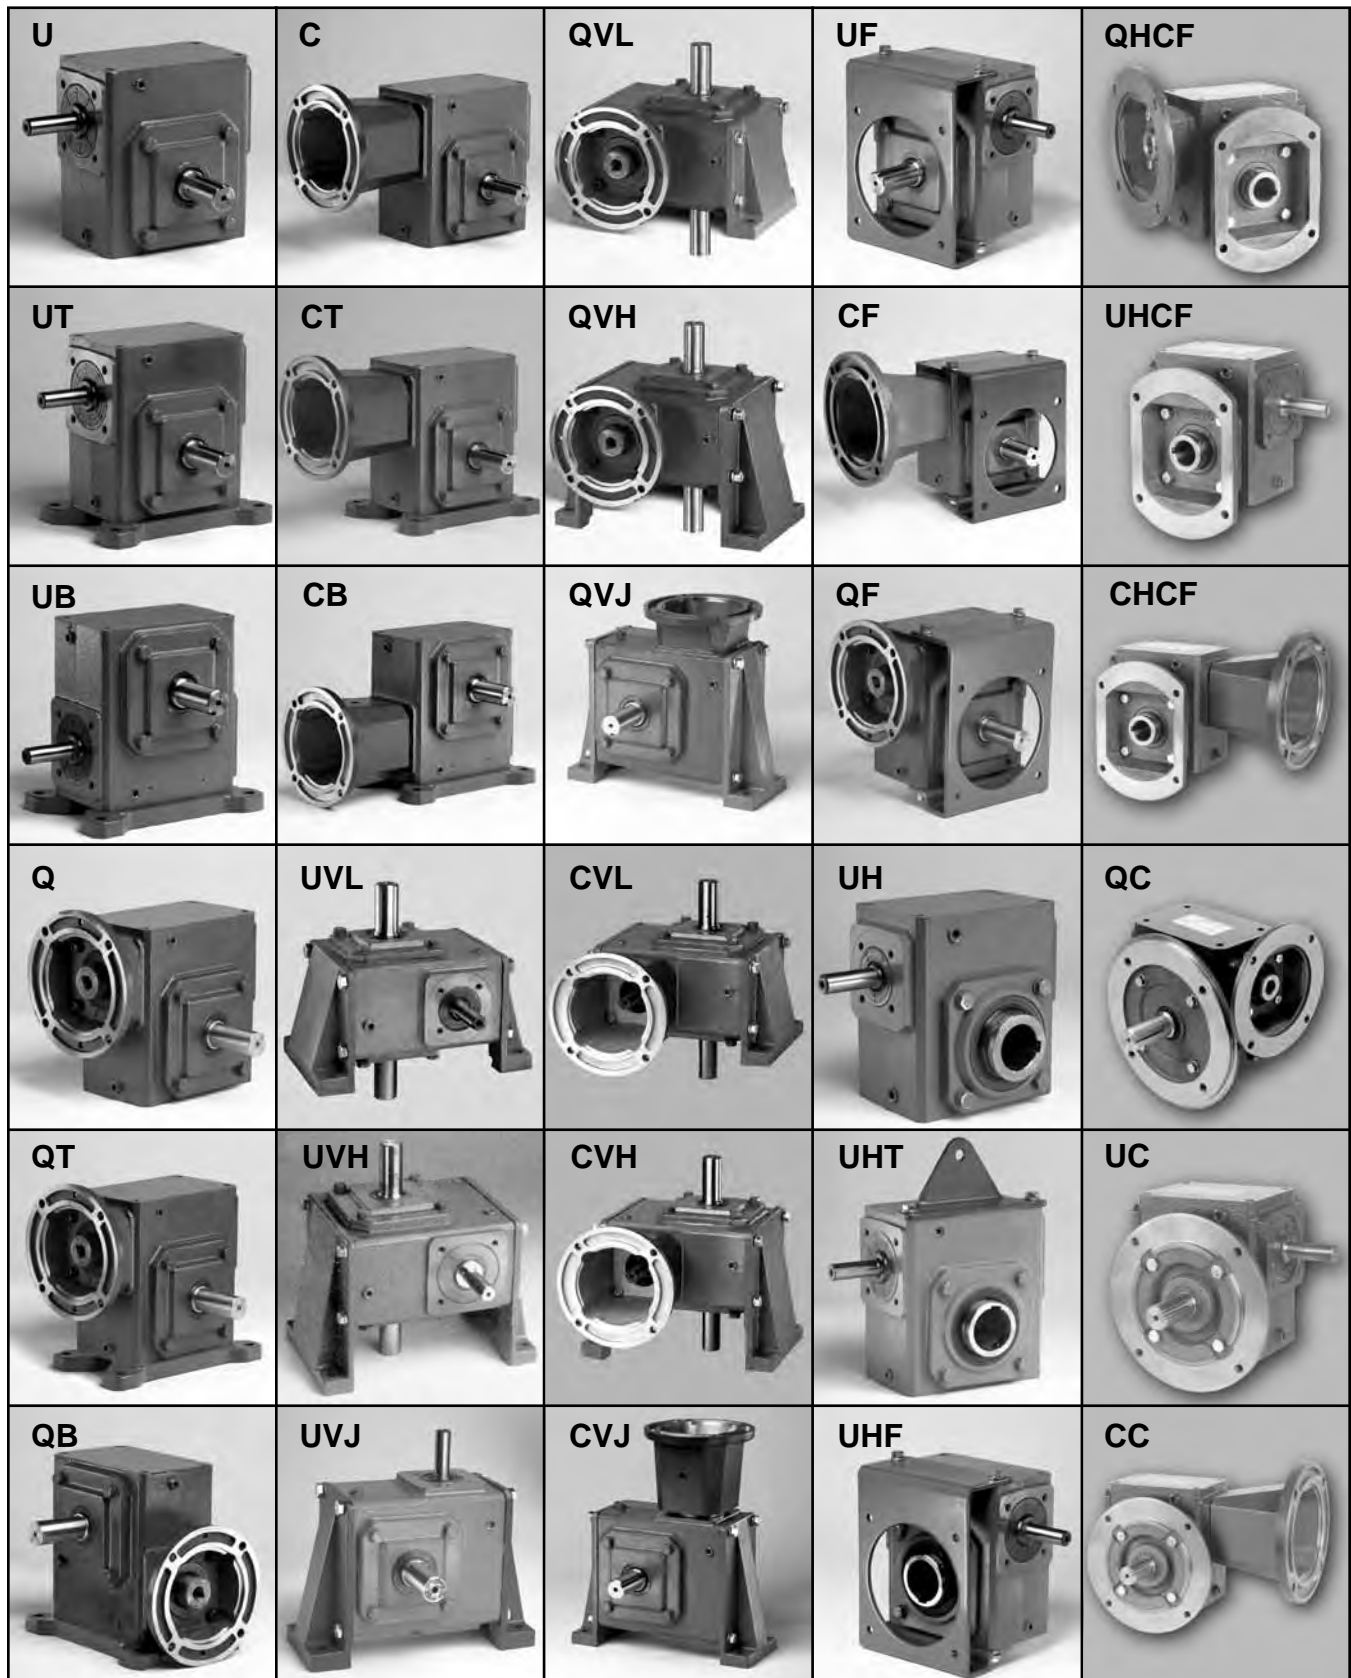 U C QVL UF QHCF
UT CT QVH CF UHCF
UB CB QVJ QF CHCF
Q UVL CVL UH QC
QT UVH CVH UHT UC
QB UVJ CVJ UHF CC